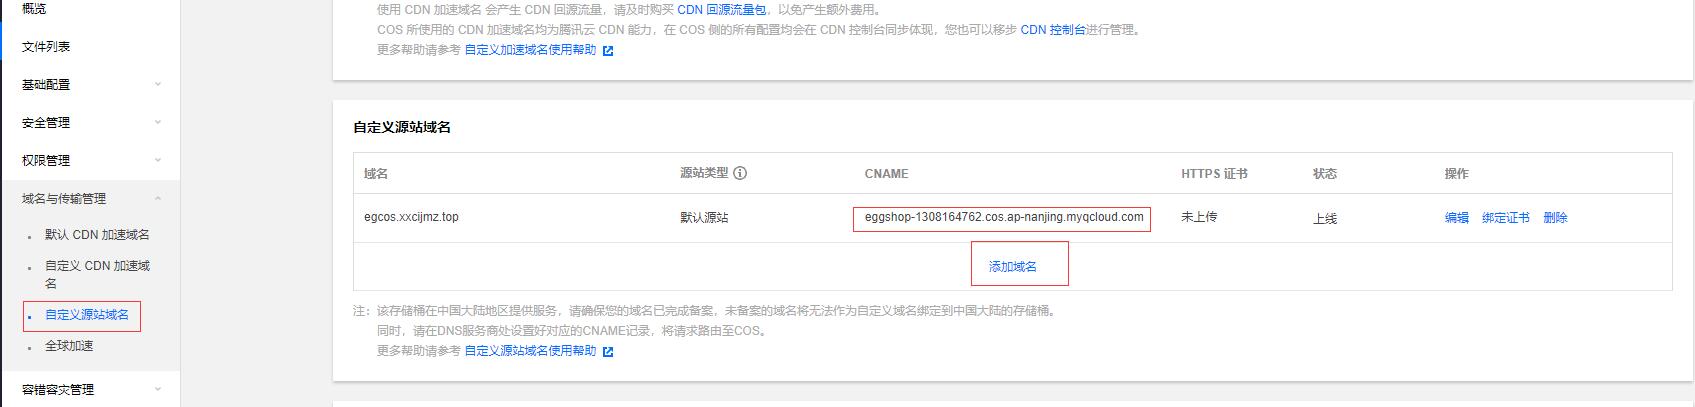 概览
文件列表
基础配置
安全管理
权限管理
域名与传输管理
默认 CDN 加速域名
自定义 CDN 加速域
名
自定义源站域名
全球加速
容错容灾管理
使用 CDN 加速域名 会产生 CDN 回源流量，请及时购买 CDN 回源流量包，以免产生额外费用。
COS 所使用的 CDN 加速域名均为腾讯云 CDN 能力，在 COS 侧的所有配置均会在 CDN 控制台同步体现，您也可以移步 CDN 控制台进行管理。
更多帮助请参考 自定义加速域名使用帮助
自定义源站域名
域名 源站类型 CNAME HTTPS 证书 状态 操作
egcos.xxcijmz.top 默认源站 eggshop-1308164762.cos.ap-nanjing.myqcloud.com 未上传 上线 编辑 绑定证书 删除
添加域名
注：该存储桶在中国大陆地区提供服务，请确保您的域名已完成备案，未备案的域名将无法作为自定义域名绑定到中国大陆的存储桶。
同时，请在DNS服务商处设置好对应的CNAME记录，将请求路由至COS。
更多帮助请参考 自定义源站域名使用帮助